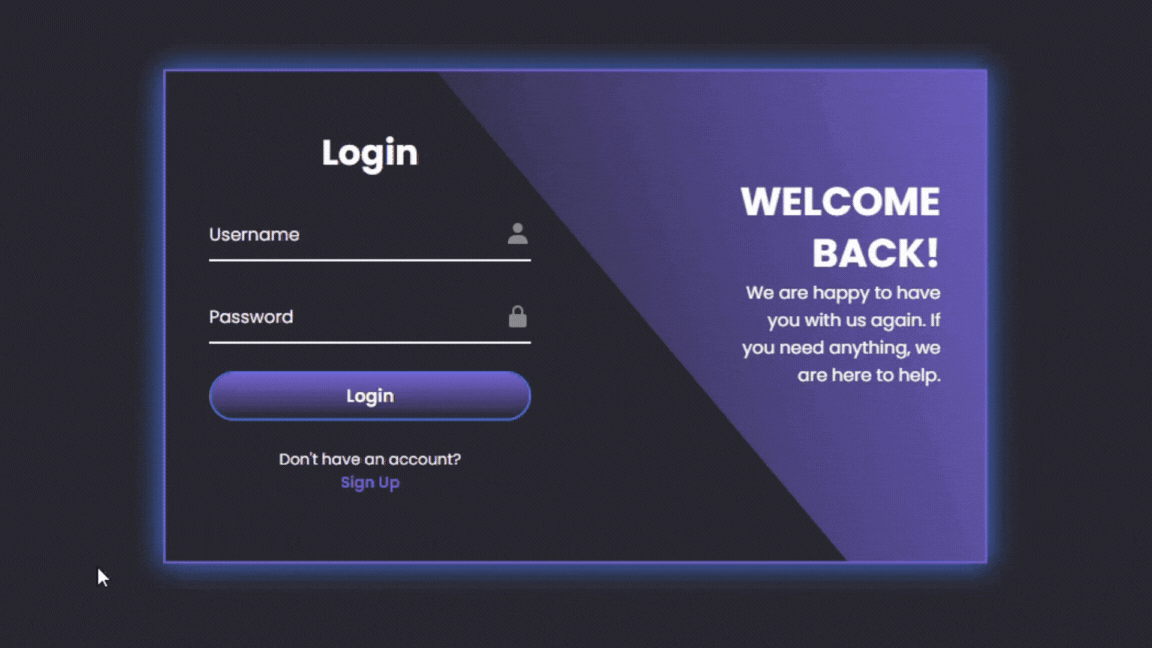 Login
Username
Password
Login
Don't have an account?
Sign Up
WELCOME
BACK!
We are happy to have
you with us again. If
you need anything, we
are here to help.